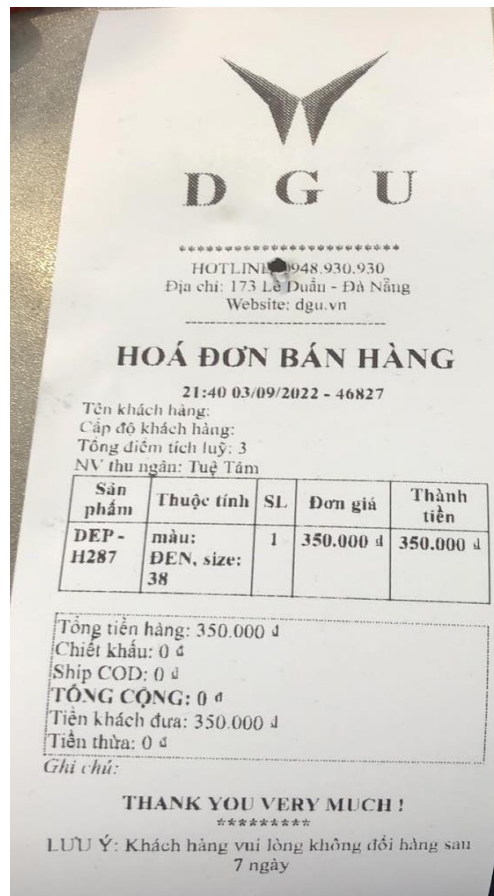 D G U
************************
HOTLINE 0948.930.930
Địa chỉ: 173 Lê Duẩn - Đà Nẵng
Website: dgu.vn
----------------------------
HOÁ ĐƠN BÁN HÀNG
21:40 03/09/2022 - 46827
Tên khách hàng:
Cấp độ khách hàng:
Tổng điểm tích luỹ: 3
NV thu ngân: Tuệ Tâm
Sản phẩm Thuộc tính SL Đơn giá Thành tiền
DEP - màu: 1 350.000 đ 350.000 đ
H287 ĐEN, size:
38
Tổng tiền hàng: 350.000 đ
Chiết khấu: 0 đ
Ship COD: 0 đ
TỔNG CỘNG: 0 đ
Tiền khách đưa: 350.000 đ
Tiền thừa: 0 đ
Ghi chú:
THANK YOU VERY MUCH !
*********
LƯU Ý: Khách hàng vui lòng không đổi hàng sau
7 ngày